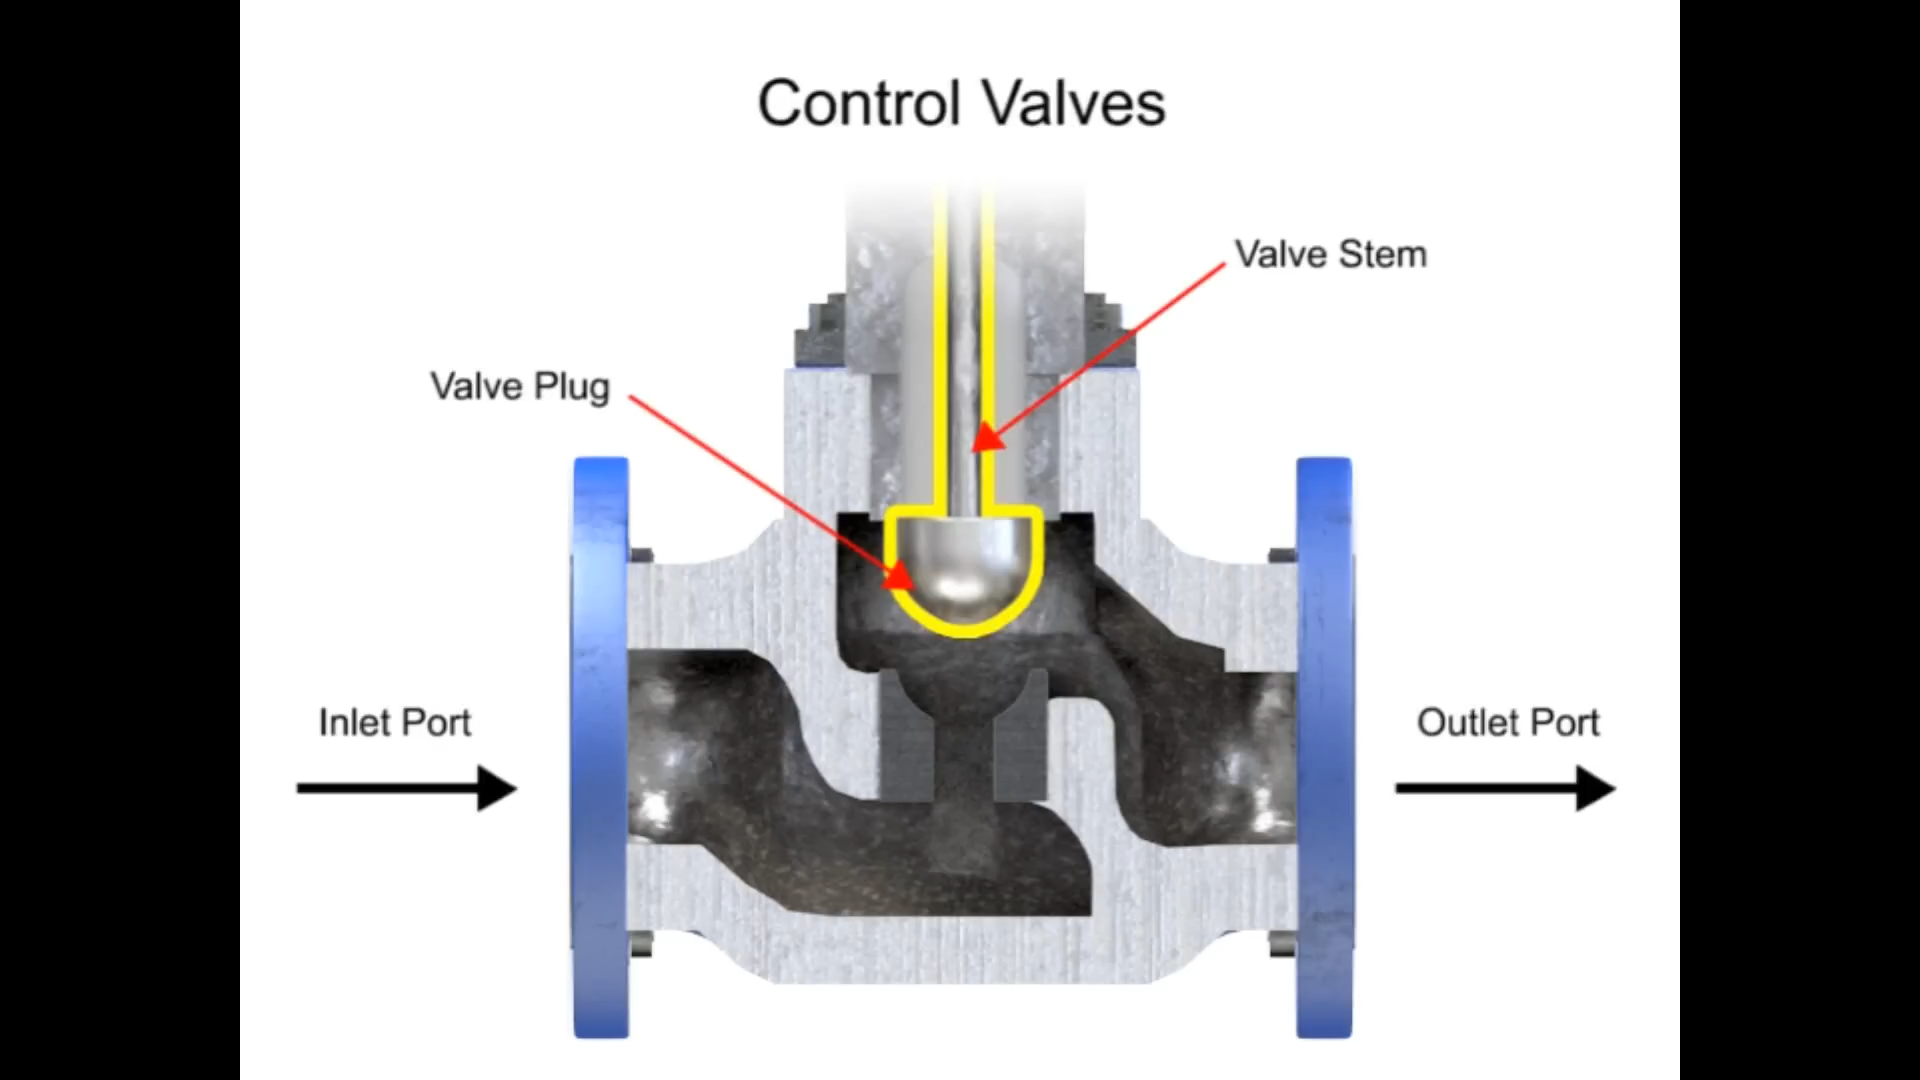 Control Valves
Valve Stem
Valve Plug
Inlet Port
Outlet Port